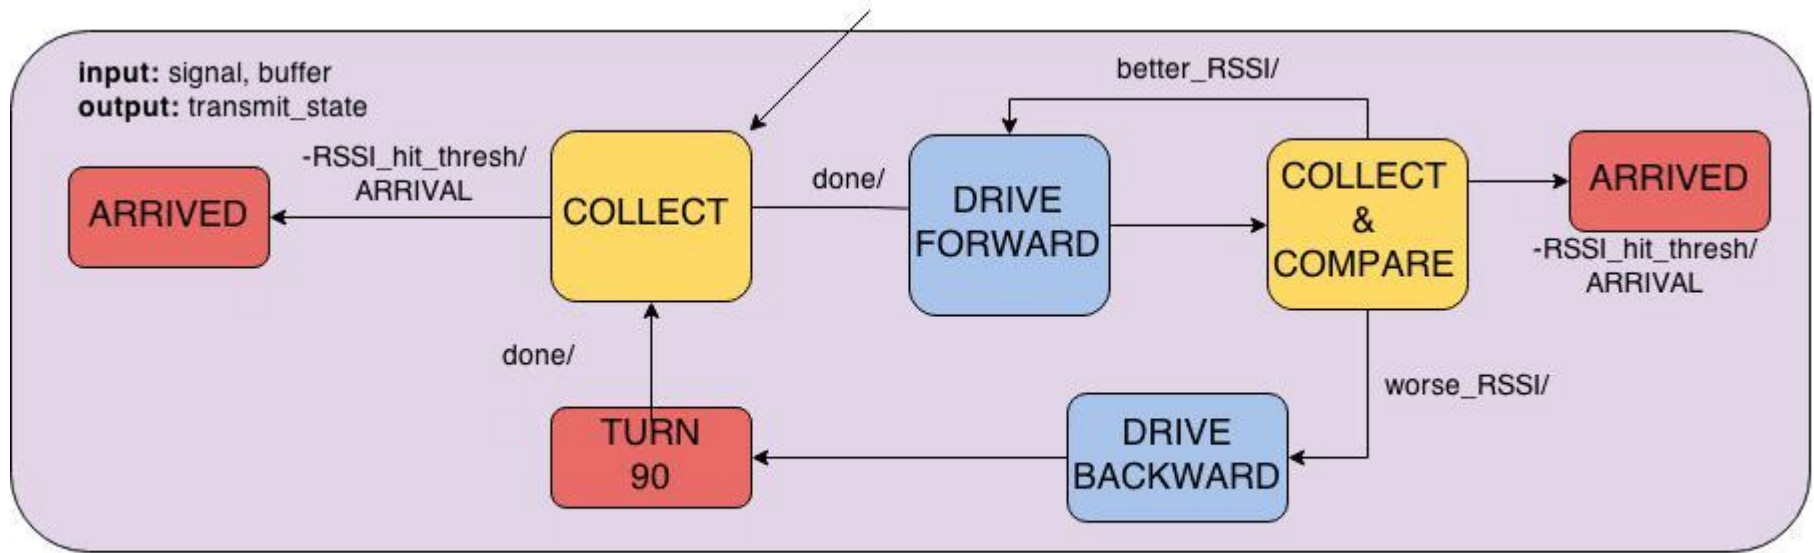 input: signal, buffer
output: transmit_state
better_RSSI/
-RSSI_hit_thresh/
ARRIVAL
ARRIVED
COLLECT
done/
DRIVE
FORWARD
COLLECT
&
COMPARE
ARRIVED
-RSSI_hit_thresh/
ARRIVAL
done/
worse_RSSI/
TURN
90
DRIVE
BACKWARD